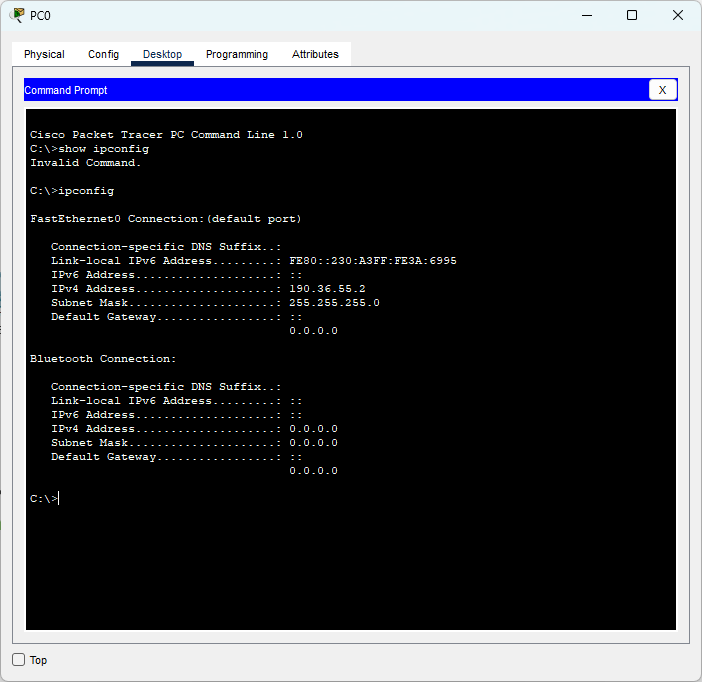 PC0
Physical Config Desktop Programming Attributes
Command Prompt X
Cisco Packet Tracer PC Command Line 1.0
C:\>show ipconfig
Invalid Command.
C:\>ipconfig
FastEthernet0 Connection:(default port)
Connection-specific DNS Suffix..:
Link-local IPv6 Address.........: FE80::230:A3FF:FE3A:6995
IPv6 Address....................: ::
IPv4 Address....................: 190.36.55.2
Subnet Mask.....................: 255.255.255.0
Default Gateway.................: ::
0.0.0.0
Bluetooth Connection:
Connection-specific DNS Suffix..:
Link-local IPv6 Address.........: ::
IPv6 Address....................: ::
IPv4 Address....................: 0.0.0.0
Subnet Mask.....................: 0.0.0.0
Default Gateway.................: ::
0.0.0.0
C:\>
Top